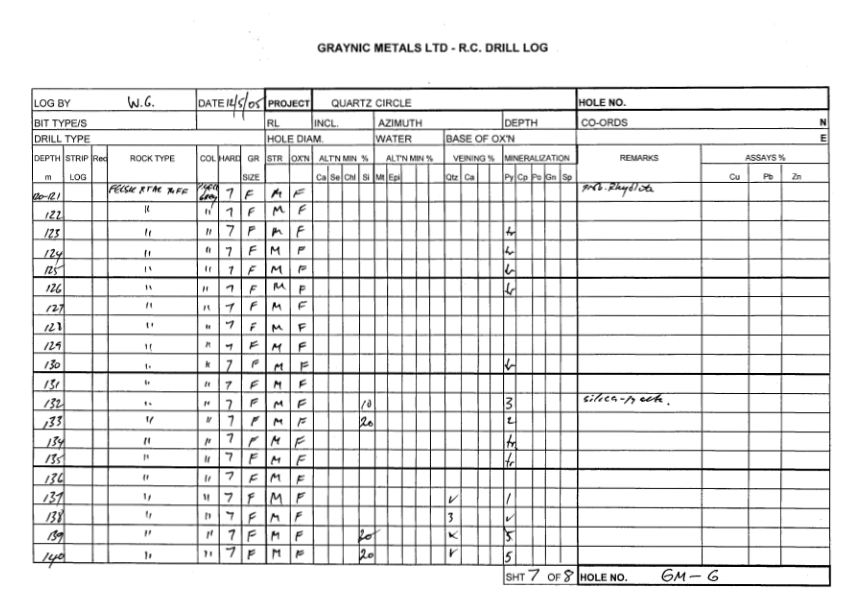 GRAYNIC METALS LTD - R.C. DRILL LOG
LOG BY W.G. DATE 12/5/05 PROJECT QUARTZ CIRCLE HOLE NO.
BIT TYPE/S RL INCL. AZIMUTH DEPTH CO-ORDS N
DRILL TYPE HOLE DIAM. WATER BASE OF OX'N E
DEPTH STRIP Rec ROCK TYPE COL HARD GR STR OX'N ALT'N MIN % ALT'N MIN % VEINING % MINERALIZATION REMARKS ASSAYS %
m LOG SIZE Ca Se Chl Si Mt Epi Qtz Ca Py Cp Po Gn Sp Cu Pb Zn
120-121 FELSIC XTAL TUFF Grey 7 F M F prob. Rhyolite
122 " " 7 F M F
123 " " 7 F M F tr
124 " " 7 F M F tr
125 " " 7 F M F tr
126 " " 7 F M F tr
127 " " 7 F M F
128 " " 7 F M F
129 " " 7 F M F
130 " " 7 F M F tr
131 " " 7 F M F
132 " " 7 F M F 10 3 silica-pyrite.
133 " " 7 F M F 20 2
134 " " 7 F M F tr
135 " " 7 F M F tr
136 " " 7 F M F
137 " " 7 F M F ✓ 1
138 " " 7 F M F 3 ✓
139 " " 7 F M F 20 5
140 " " 7 F M F 20 ✓ 5
SHT 7 OF 8 HOLE NO. GM-6